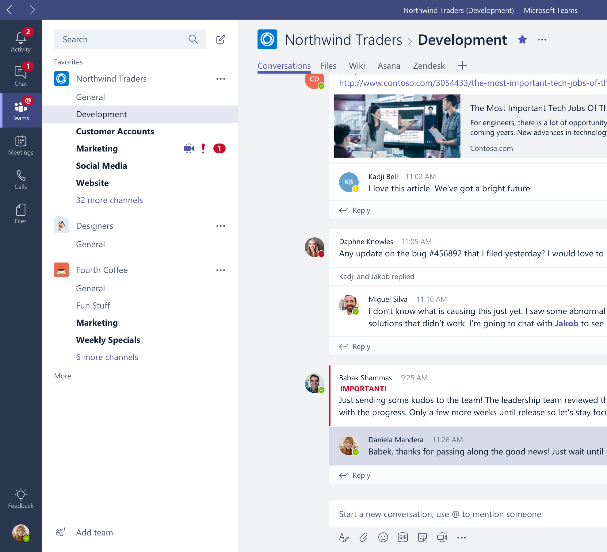 Northwind Traders (Development) Microsoft Teams
2
Activity
1
Chat
@
Teams
Meetings
Calls
Files
Feedback
Search
Favorites
Northwind Traders
General
Development
Customer Accounts
Marketing ! 1
Social Media
Website
32 more channels
Designers
General
Fourth Coffee
General
Fun Stuff
Marketing
Weekly Specials
6 more channels
More
Add team
Northwind Traders > Development
Conversations Files Wiki Asana Zendesk
CD
http://www.contoso.com/3054433/the-most-important-tech-jobs-of-th
The Most Important Tech Jobs Of Th
For engineers, there is a lot of opportunity
coming years. New advances in technology
Contoso.com
KB
Kadji Bell 11:02 AM
I love this article! We've got a bright future
Reply
Daphne Knowles 11:05 AM
Any update on the bug #456892 that I filed yesterday? I would love to
Kadji and Jakob replied
Miguel Silva 11:16 AM
I don't know what is causing this just yet. I saw some abnormal
solutions that didn't work. I'm going to chat with Jakob to see
Reply
Babak Shammas 9:25 AM
!IMPORTANT!
Just sending some kudos to the team! The leadership team reviewed th
with the progress. Only a few more weeks until release so let's stay focu
Daniela Mandera 11:26 AM
Babek, thanks for passing along the good news! Just wait until
Reply
Start a new conversation, use @ to mention someone
GIF